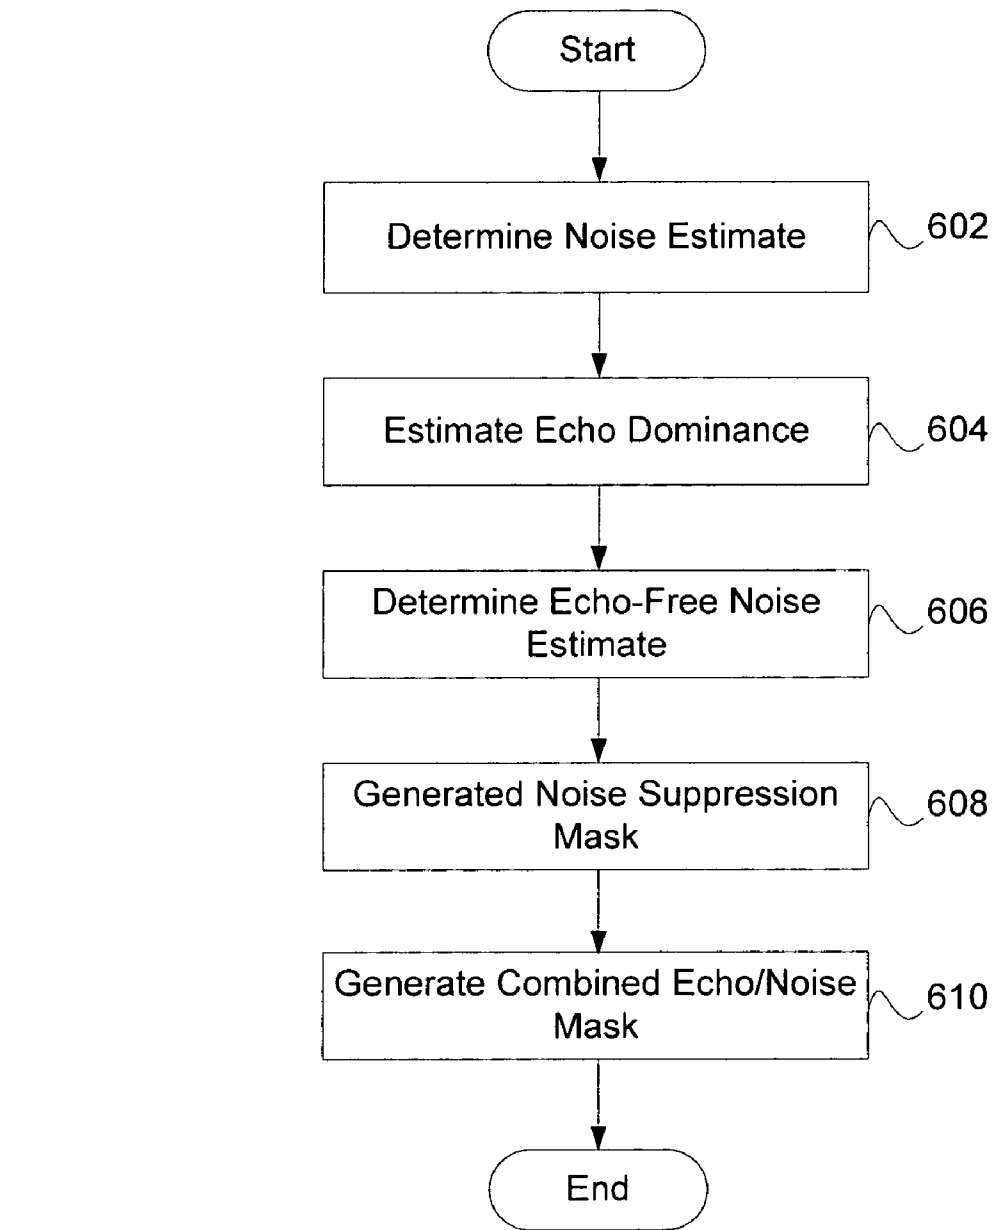 Start
Determine Noise Estimate
602
Estimate Echo Dominance
604
Determine Echo-Free Noise
Estimate
606
Generated Noise Suppression
Mask
608
Generate Combined Echo/Noise
Mask
610
End